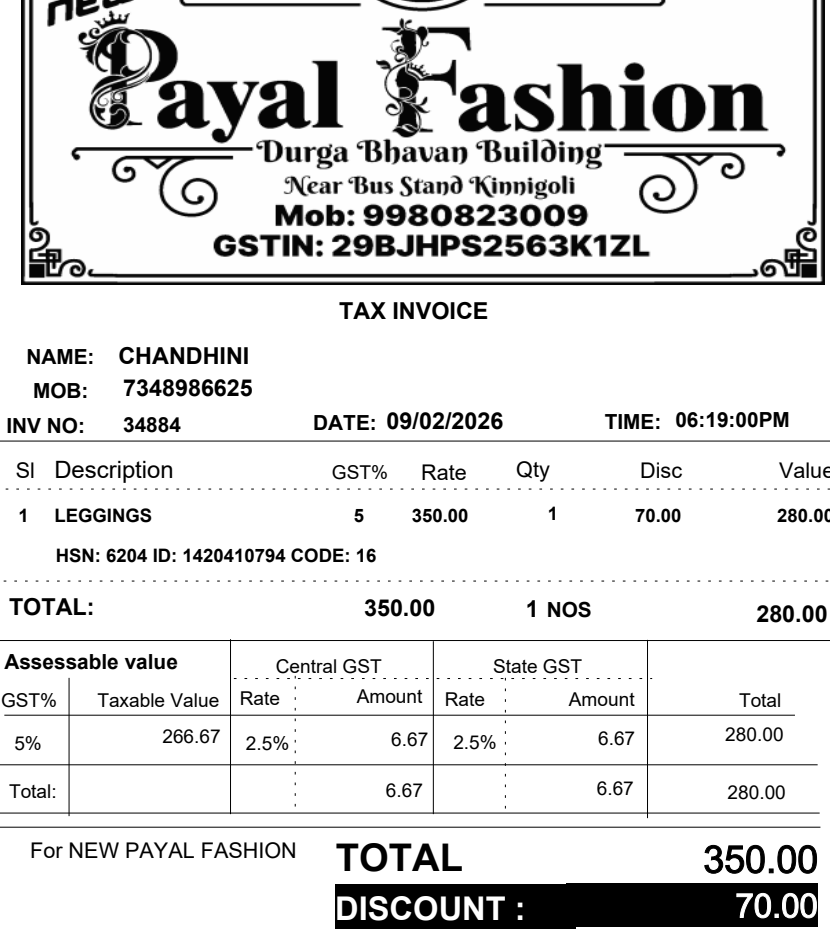 new
Payal Fashion
Durga Bhavan Building
Near Bus Stand Kinnigoli
Mob: 9980823009
GSTIN: 29BJHPS2563K1ZL
TAX INVOICE
NAME: CHANDHINI
MOB: 7348986625
INV NO: 34884 DATE: 09/02/2026 TIME: 06:19:00PM
Sl Description GST% Rate Qty Disc Value
1 LEGGINGS 5 350.00 1 70.00 280.00
HSN: 6204 ID: 1420410794 CODE: 16
TOTAL: 350.00 1 NOS 280.00
Assessable value Central GST State GST
GST% Taxable Value Rate Amount Rate Amount Total
5% 266.67 2.5% 6.67 2.5% 6.67 280.00
Total: 6.67 6.67 280.00
For NEW PAYAL FASHION TOTAL 350.00
DISCOUNT : 70.00